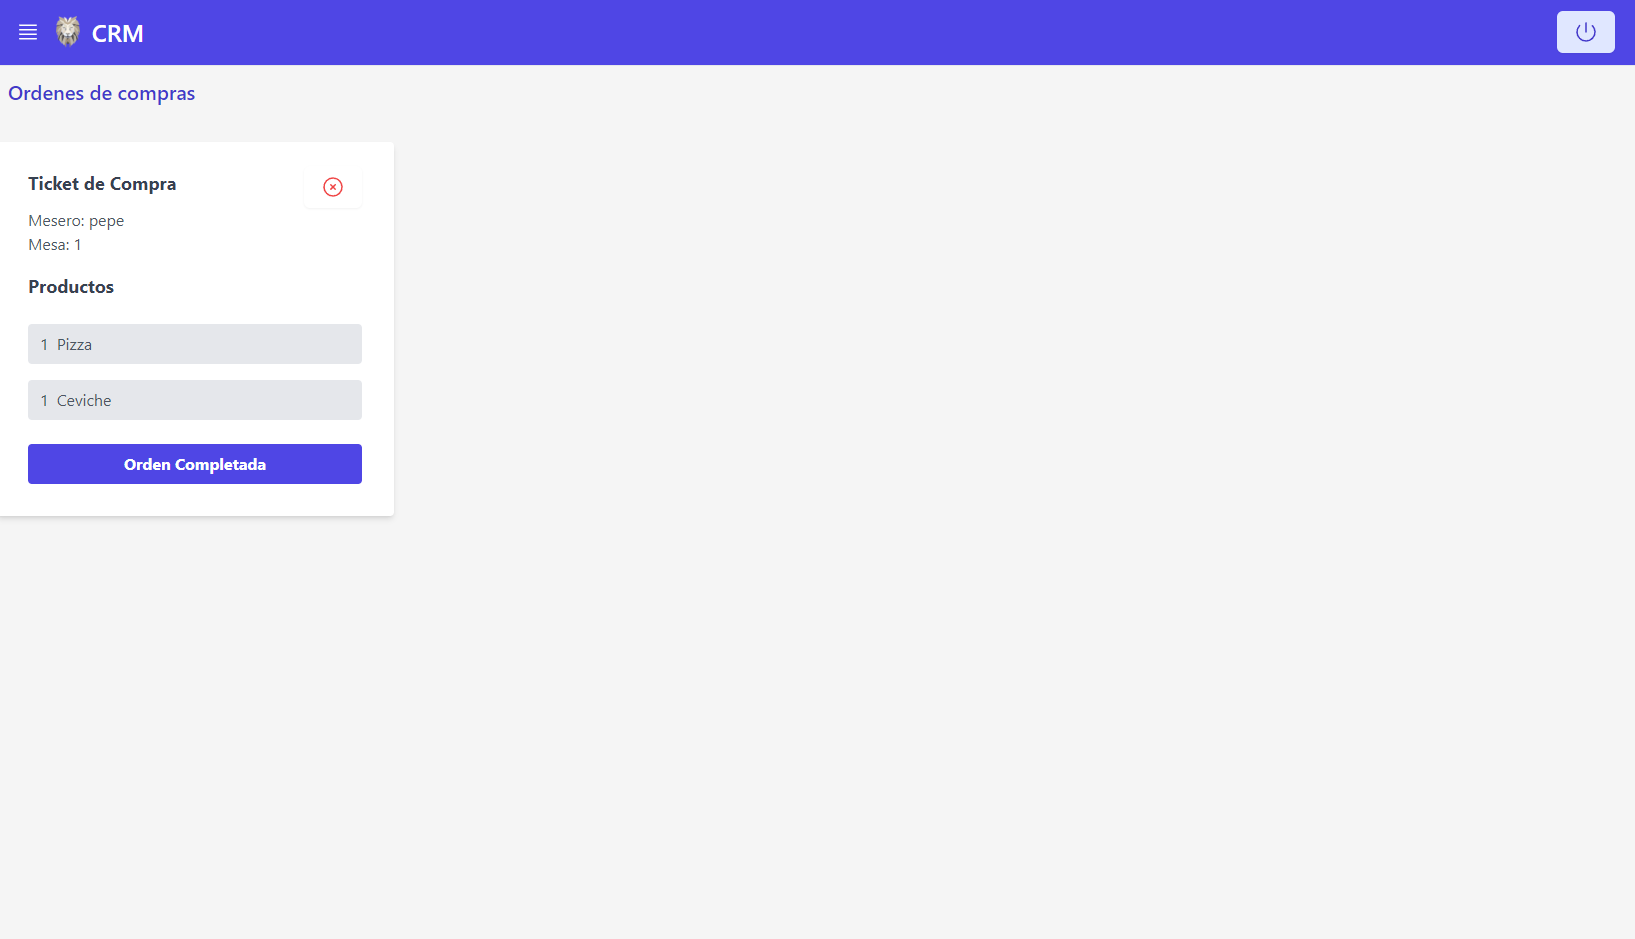 CRM
Ordenes de compras
Ticket de Compra
Mesero: pepe
Mesa: 1
Productos
1 Pizza
1 Ceviche
Orden Completada